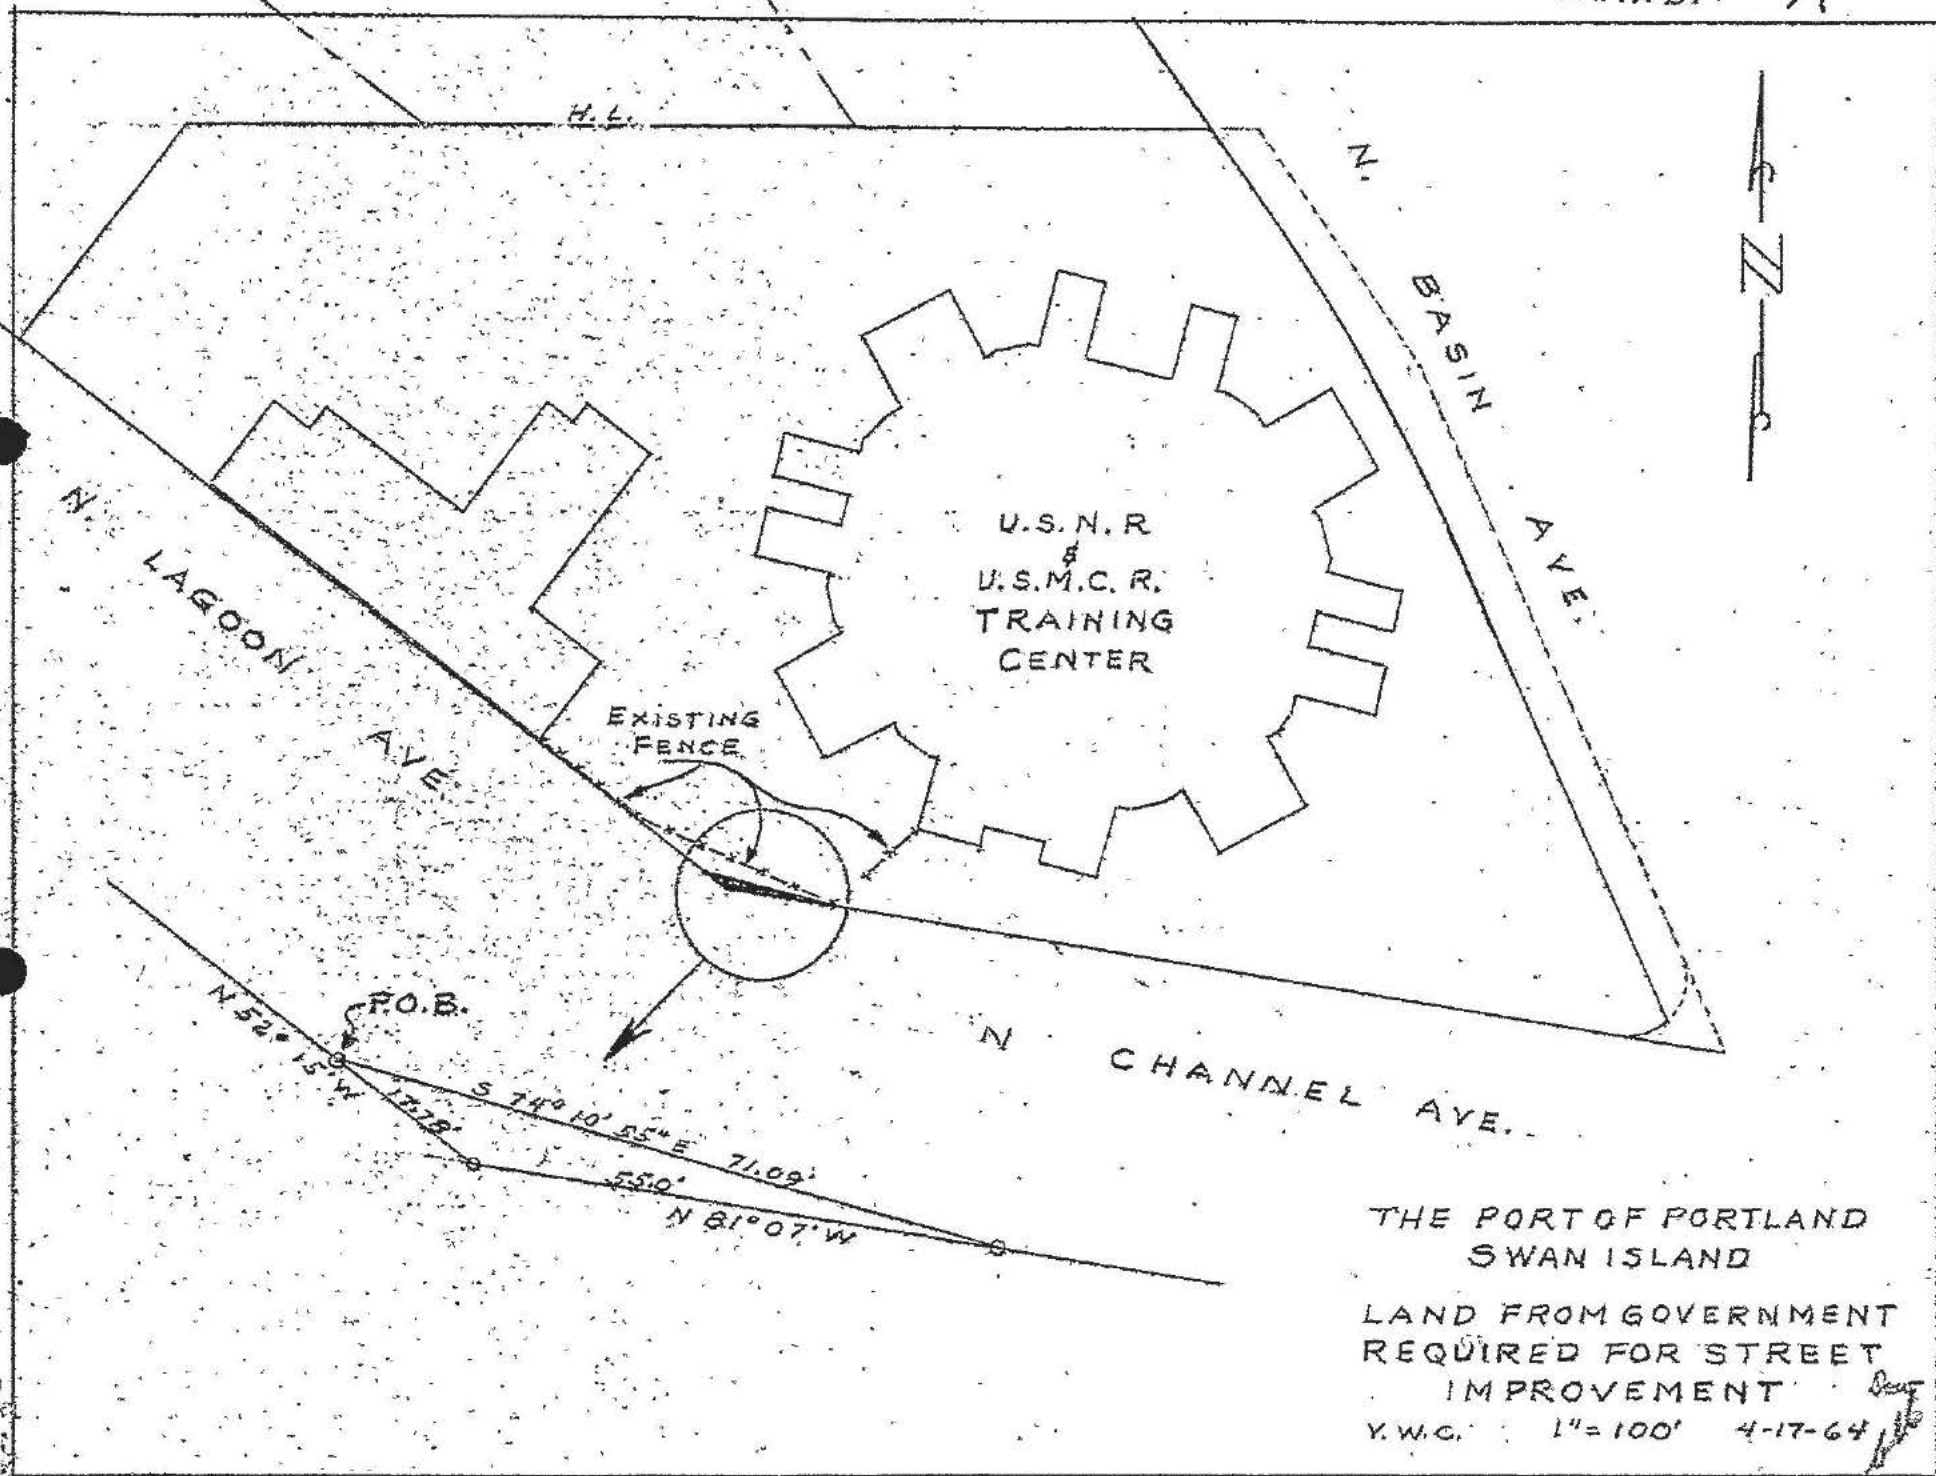 H.L.
N.
BASIN
AVE.
N
U.S.N.R
&
U.S.M.C.R.
TRAINING
CENTER
N.
LAGOON
AVE.
EXISTING
FENCE
P.O.B.
N 52° 15' W
17.78'
S 74° 10' 55" E 71.09'
55.0'
N 81° 07' W
N CHANNEL AVE.
THE PORT OF PORTLAND
SWAN ISLAND
LAND FROM GOVERNMENT
REQUIRED FOR STREET
IMPROVEMENT
Y.W.C. 1"=100' 4-17-64